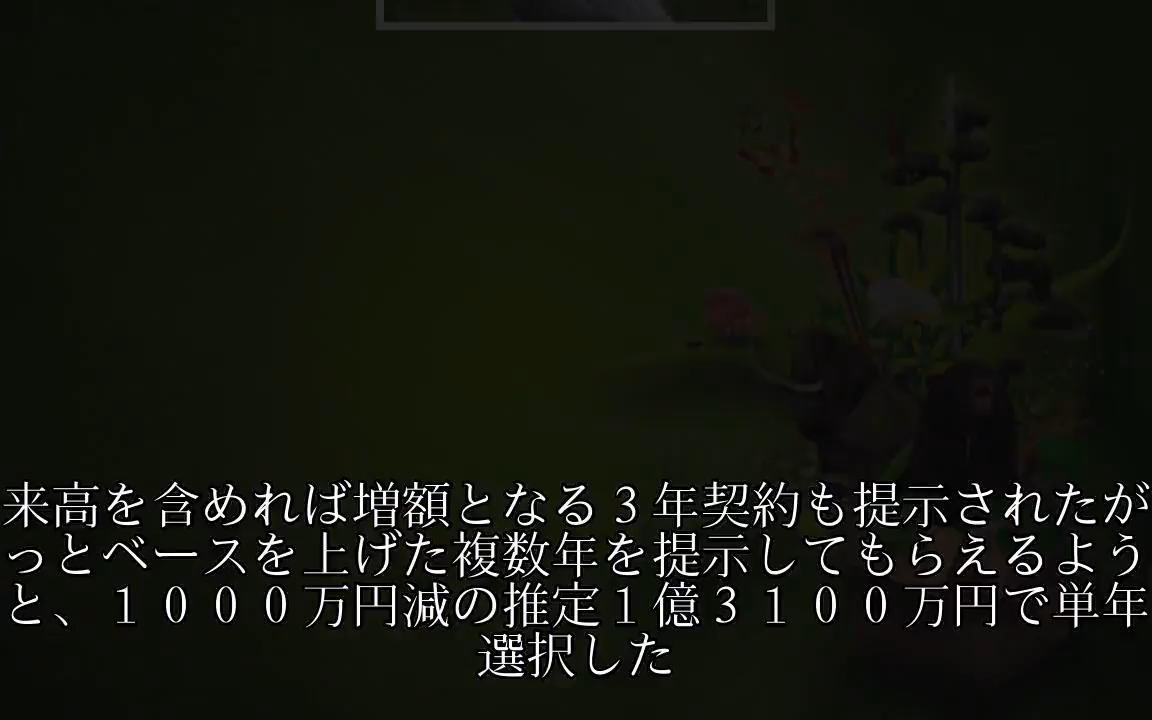 来高を含めれば増額となる３年契約も提示されたが
っとベースを上げた複数年を提示してもらえるよう
と、１０００万円減の推定１億３１００万円で単年
選択した